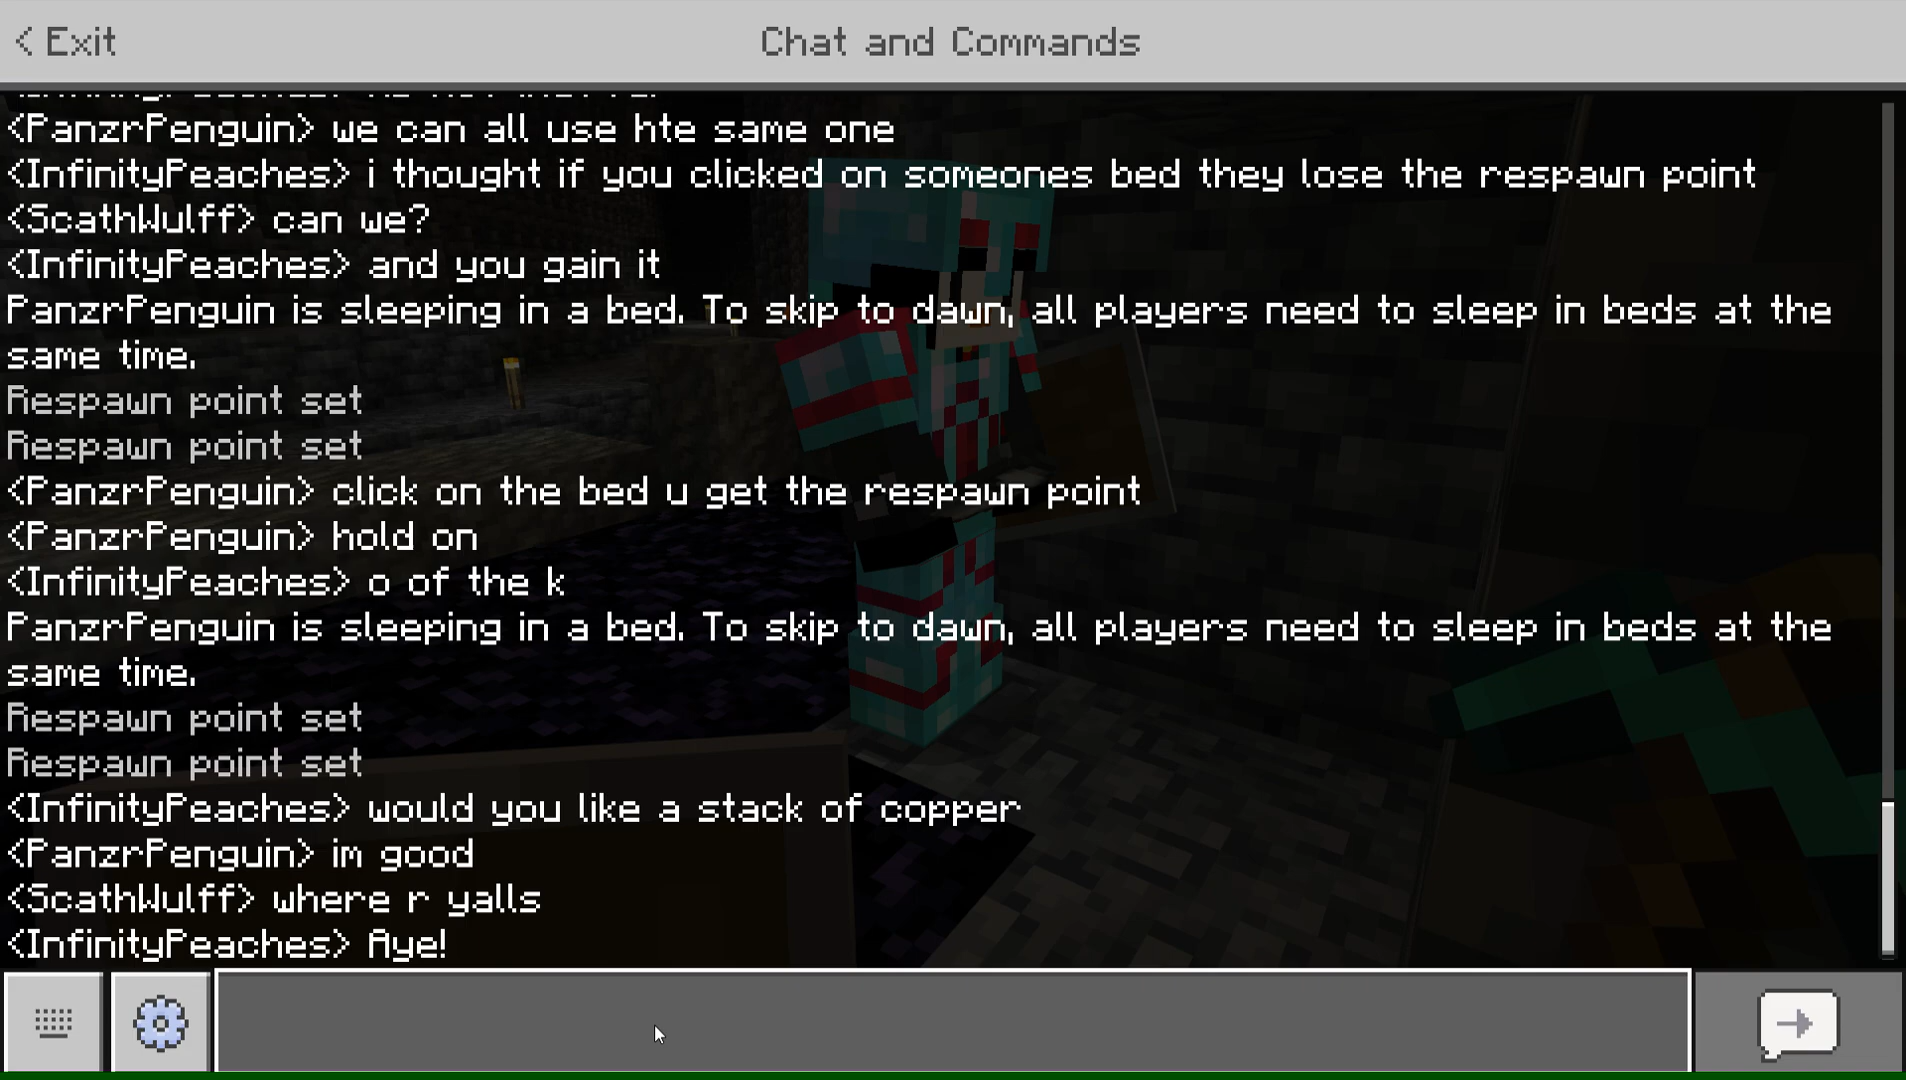 < Exit
Chat and Commands
<PanzrPenguin> we can all use hte same one
<InfinityPeaches> i thought if you clicked on someones bed they lose the respawn point
<ScathWulff> can we?
<InfinityPeaches> and you gain it
PanzrPenguin is sleeping in a bed. To skip to dawn, all players need to sleep in beds at the
same time.
Respawn point set
Respawn point set
<PanzrPenguin> click on the bed u get the respawn point
<PanzrPenguin> hold on
<InfinityPeaches> o of the k
PanzrPenguin is sleeping in a bed. To skip to dawn, all players need to sleep in beds at the
same time.
Respawn point set
Respawn point set
<InfinityPeaches> would you like a stack of copper
<PanzrPenguin> im good
<ScathWulff> where r yalls
<InfinityPeaches> Aye!